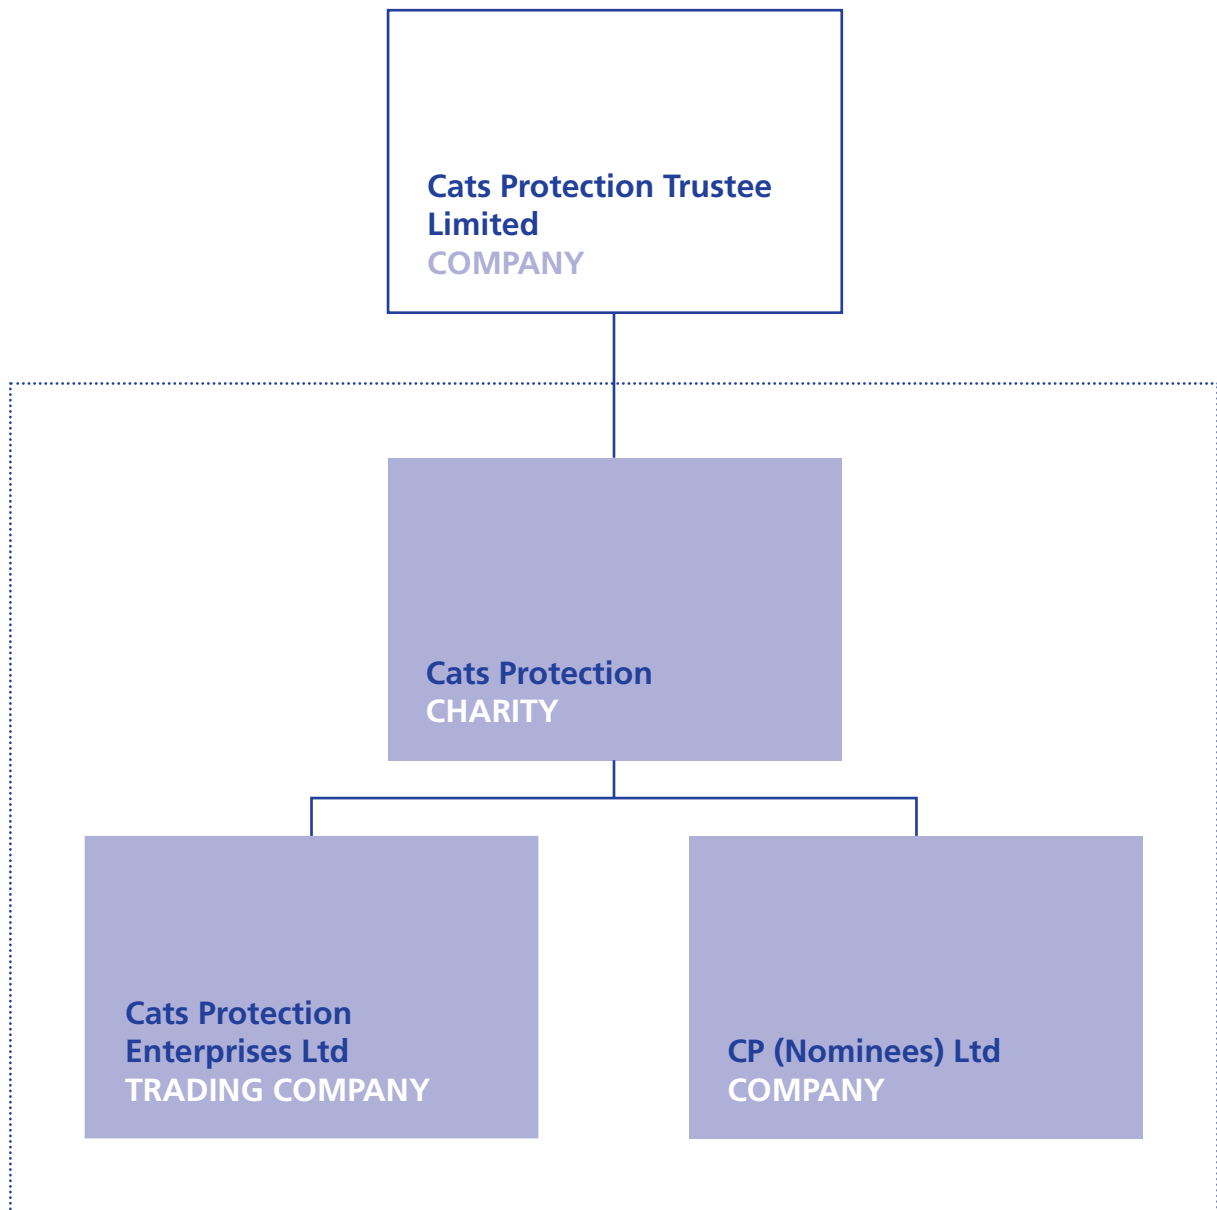 Cats Protection Trustee
Limited
COMPANY
Cats Protection
CHARITY
Cats Protection
Enterprises Ltd
TRADING COMPANY
CP (Nominees) Ltd
COMPANY